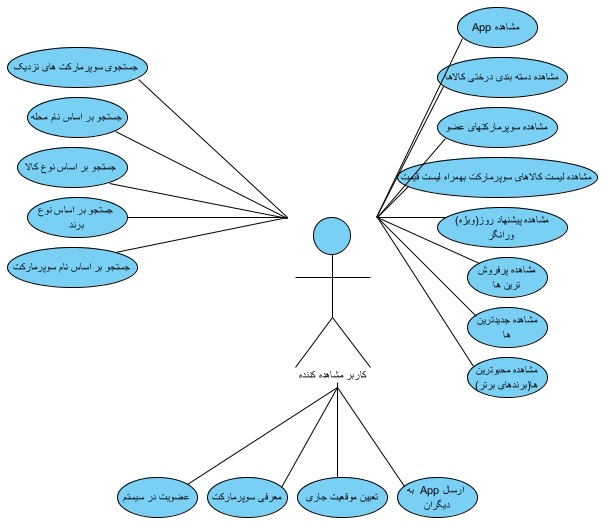 مشاهده App
مشاهده دسته بندی درختی کالاها
مشاهده سوپرمارکتهای عضو
مشاهده لیست کالاهای سوپرمارکت بهمراه لیست قیمت
مشاهده پیشنهاد روز(ویژه)
ورانگر
مشاهده پرفروش
ترین ها
مشاهده جدیدترین
ها
مشاهده محبوترین
ها(برندهای برتر)
جستجوی سوپرمارکت های نزدیک
جستجو بر اساس نام محله
جستجو بر اساس نوع کالا
جستجو بر اساس نوع
برند
جستجو بر اساس نام سوپرمارکت
کاربر مشاهده کننده
ارسال App به
دیگران
تعیین موقعیت جاری
معرفی سوپرمارکت
عضویت در سیستم